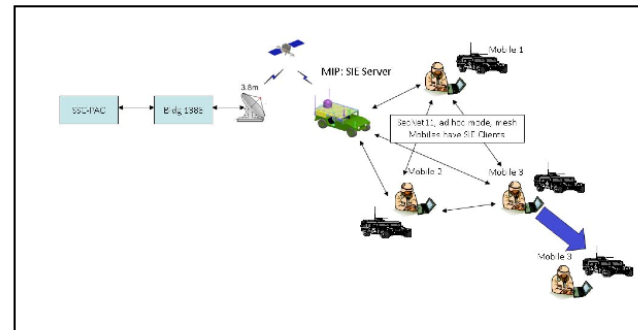 Mobile 1
MIP: SIE Server
3.8m
SSC-PAC
Bldg 138E
SecNet11, ad hoc mode, mesh
Mobiles have SIE Clients
Mobile 2
Mobile 3
Mobile 3